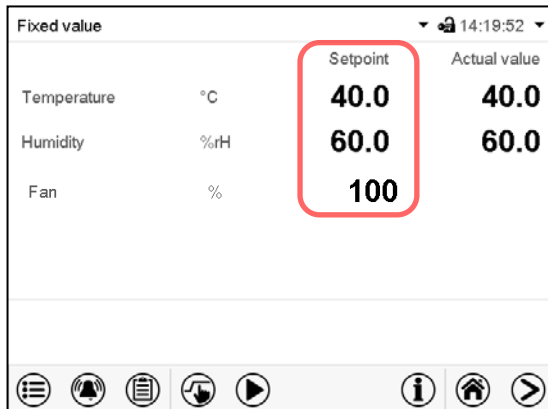 Fixed value 14:19:52
Setpoint Actual value
Temperature °C 40.0 40.0
Humidity %rH 60.0 60.0
Fan % 100